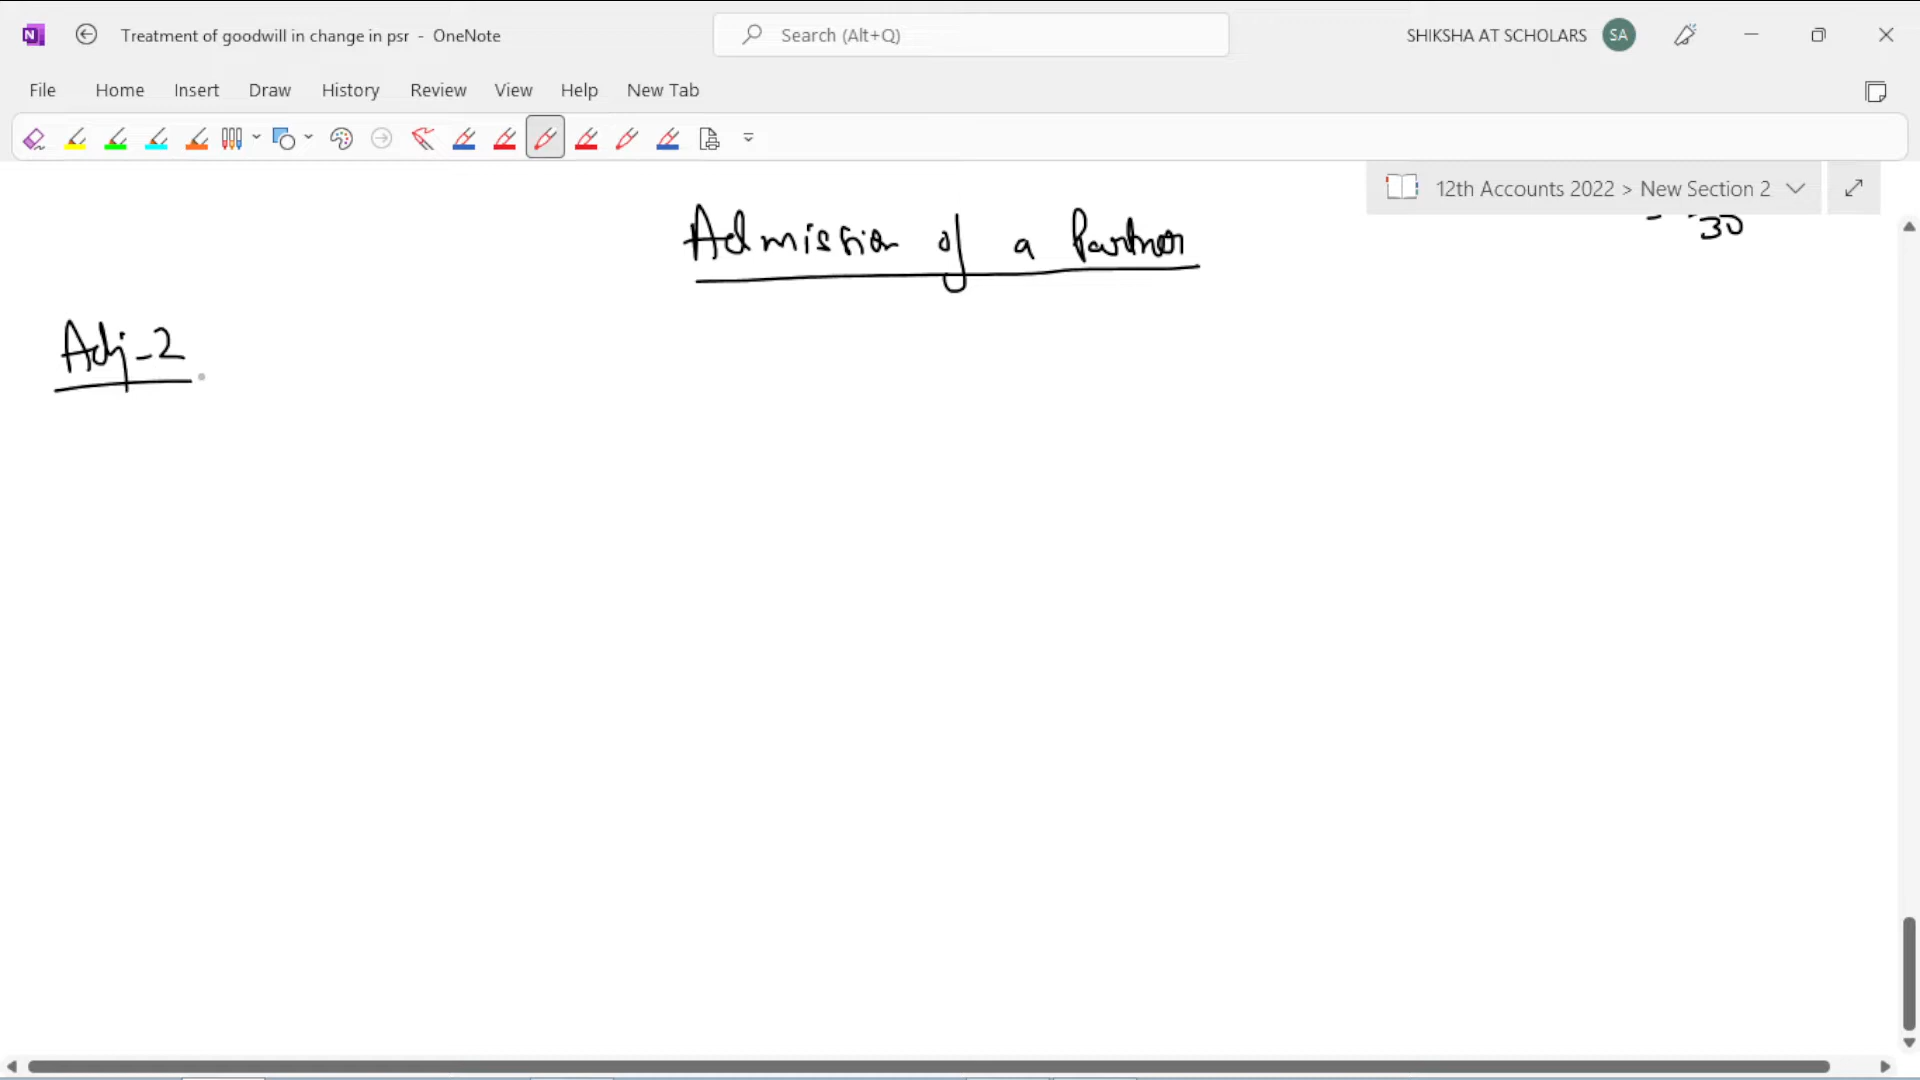 Treatment of goodwill in change in psr - OneNote
Search (Alt+Q)
SHIKSHA AT SCHOLARS SA
File Home Insert Draw History Review View Help New Tab
12th Accounts 2022 > New Section 2
30
Admission of a Partner
Adj-2